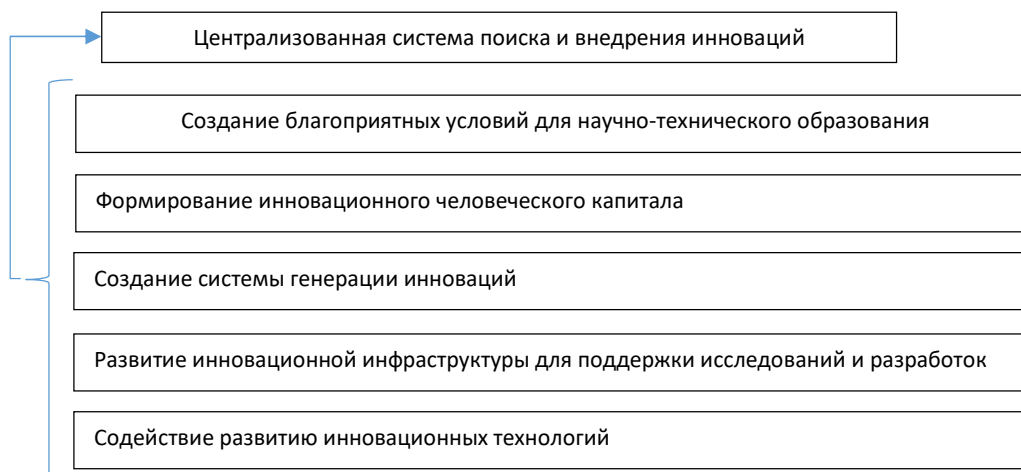 Централизованная система поиска и внедрения инноваций
Создание благоприятных условий для научно-технического образования
Формирование инновационного человеческого капитала
Создание системы генерации инноваций
Развитие инновационной инфраструктуры для поддержки исследований и разработок
Содействие развитию инновационных технологий